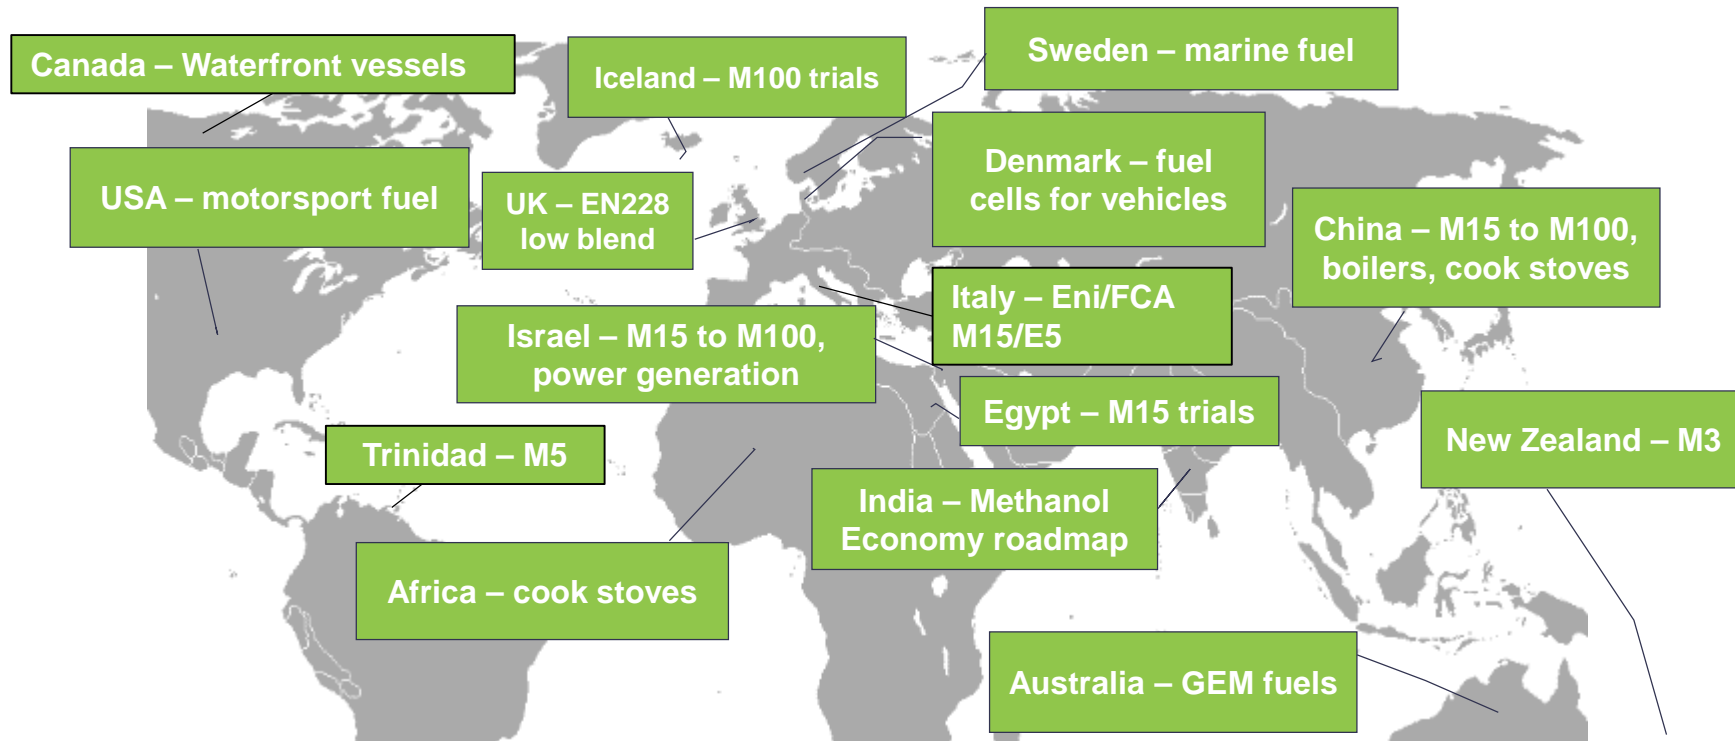 Canada – Waterfront vessels
Iceland – M100 trials
Sweden – marine fuel
USA – motorsport fuel
UK – EN228
low blend
Denmark – fuel
cells for vehicles
China – M15 to M100,
boilers, cook stoves
Italy – Eni/FCA
M15/E5
Israel – M15 to M100,
power generation
Egypt – M15 trials
New Zealand – M3
Trinidad – M5
India – Methanol
Economy roadmap
Africa – cook stoves
Australia – GEM fuels